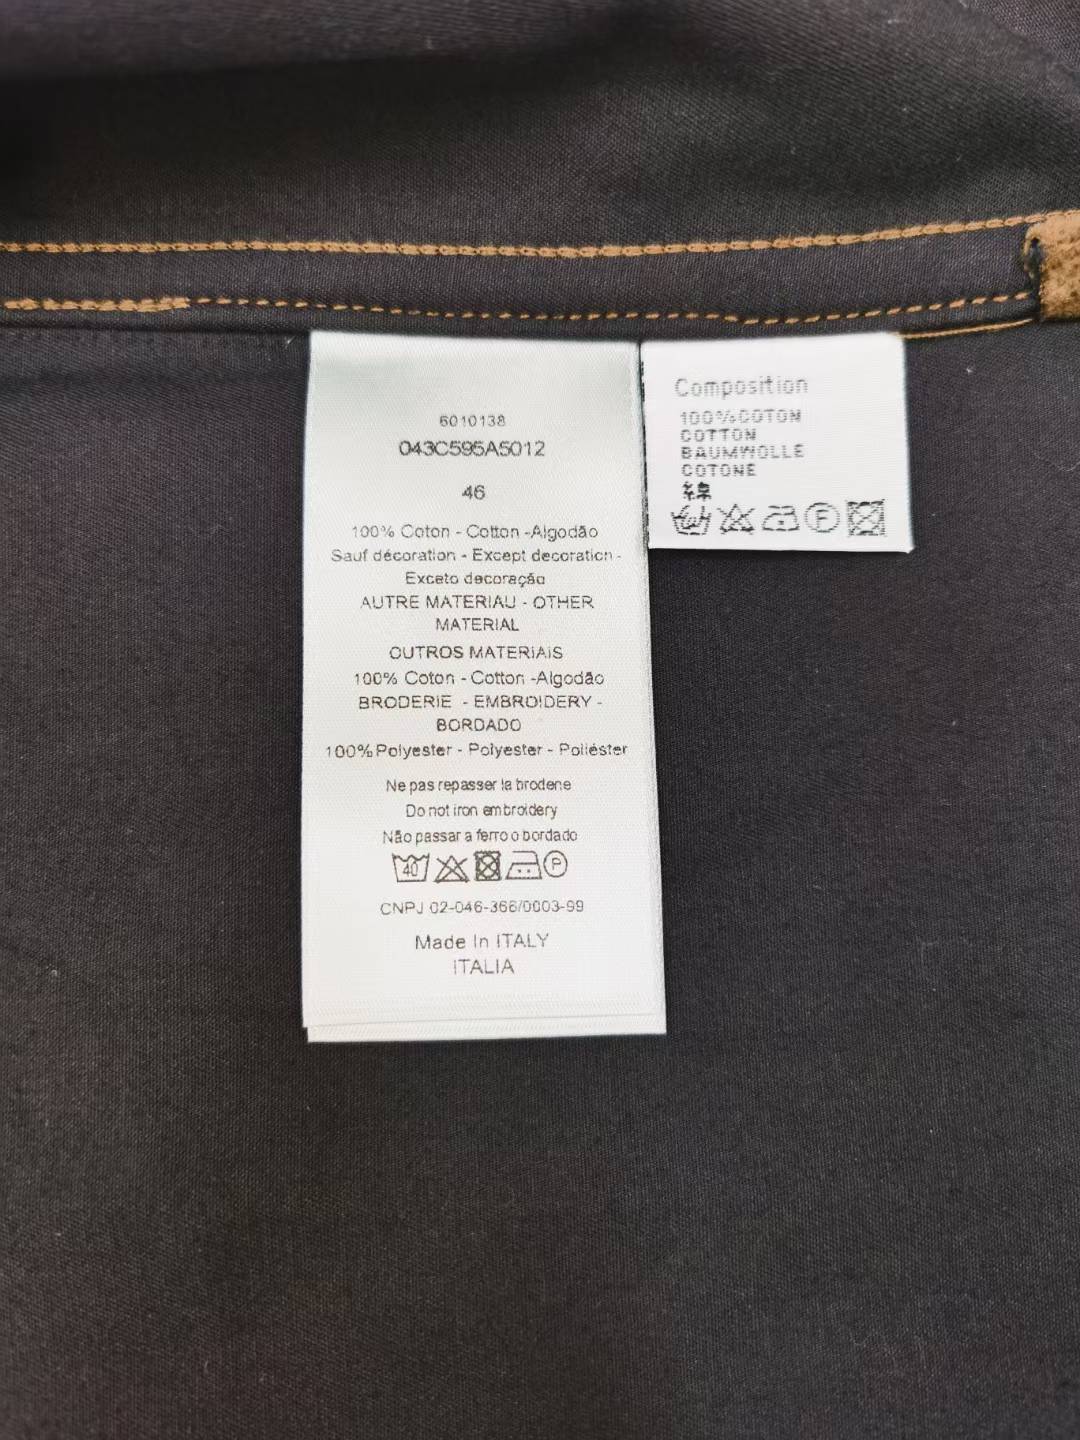 6010138
043C595A5012
46
100% Coton - Cotton -Algodão
Sauf décoration - Except decoration -
Exceto decoração
AUTRE MATERIAU - OTHER
MATERIAL
OUTROS MATERIAIS
100% Coton - Cotton -Algodão
BRODERIE - EMBROIDERY -
BORDADO
100% Polyester - Polyester - Poliéster
Ne pas repasser la broderie
Do not iron embroidery
Não passar a ferro o bordado
40 P
CNPJ 02-046-366/0003-99
Made In ITALY
ITALIA
Composition
100%COTON
COTTON
BAUMWOLLE
COTONE
綿
F